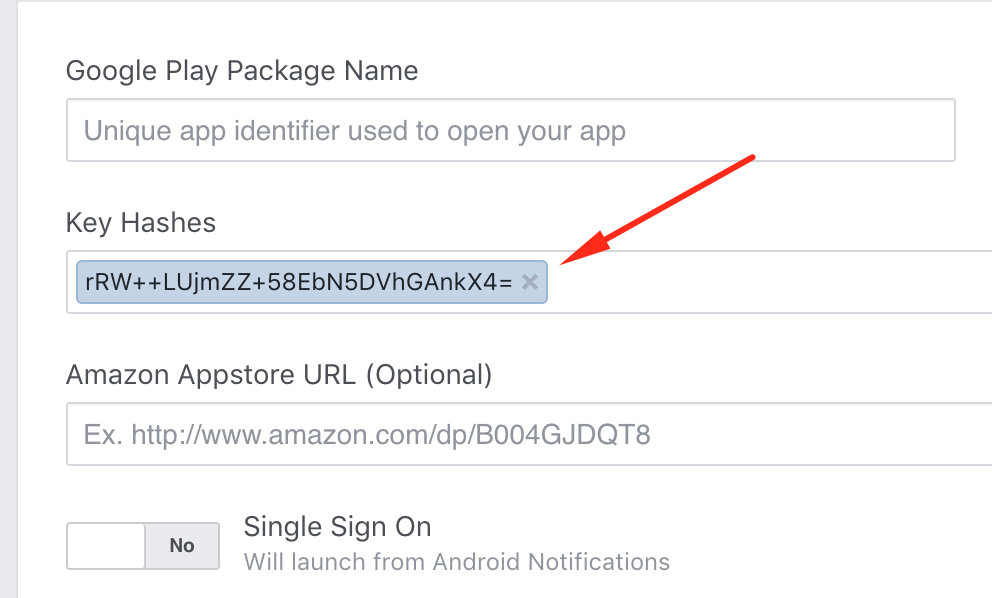 Google Play Package Name
Unique app identifier used to open your app
Key Hashes
rRW++LUjmZZ+58EbN5DVhGAnkX4= ×
Amazon Appstore URL (Optional)
Ex. http://www.amazon.com/dp/B004GJDQT8
Single Sign On
No
Will launch from Android Notifications